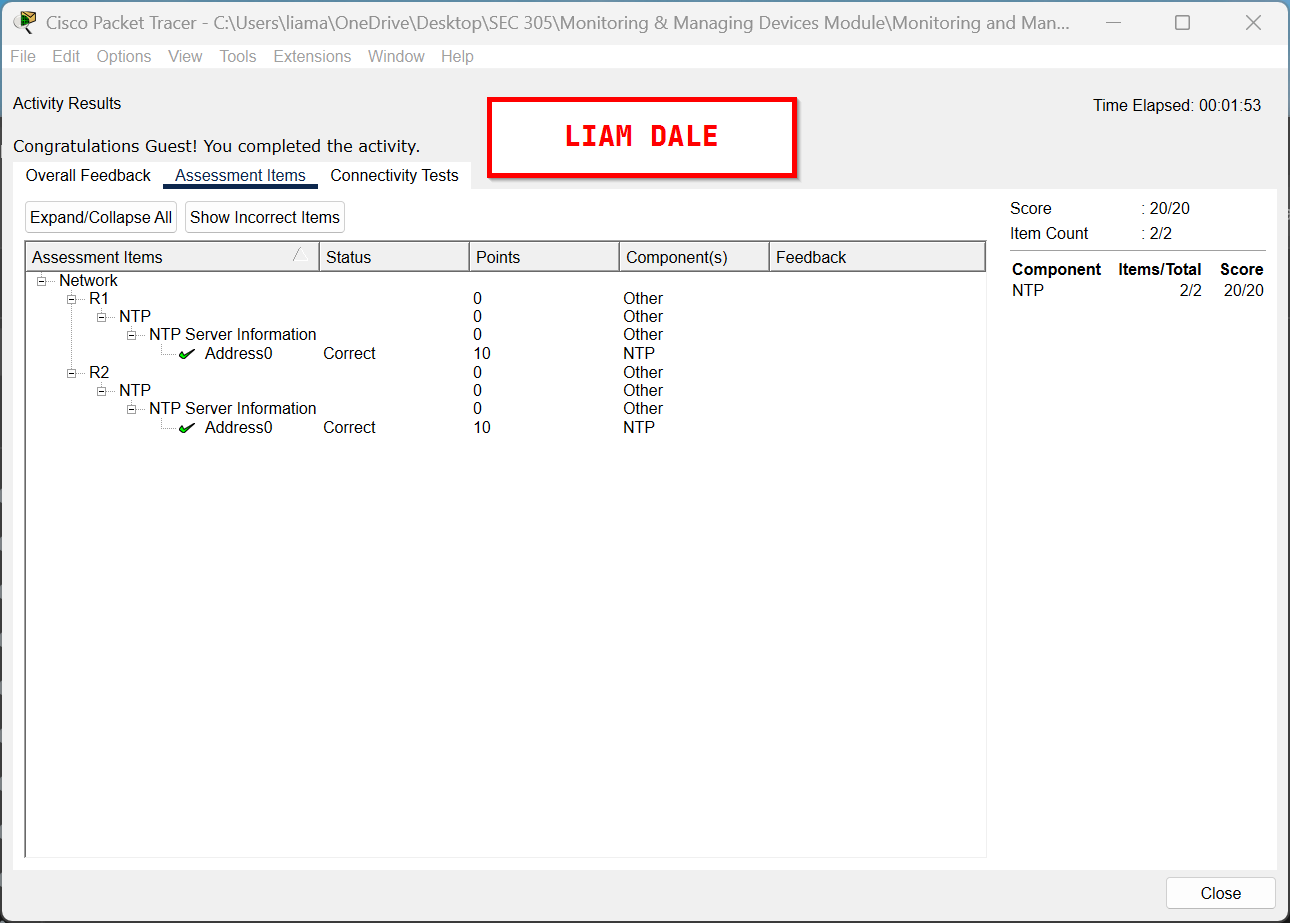 Cisco Packet Tracer - C:\Users\liama\OneDrive\Desktop\SEC 305\Monitoring & Managing Devices Module\Monitoring and Man...
File Edit Options View Tools Extensions Window Help
Activity Results
Time Elapsed: 00:01:53
LIAM DALE
Congratulations Guest! You completed the activity.
Overall Feedback Assessment Items Connectivity Tests
Expand/Collapse All Show Incorrect Items
Assessment Items Status Points Component(s) Feedback
Network
R1 0 Other
NTP 0 Other
NTP Server Information 0 Other
Address0 Correct 10 NTP
R2 0 Other
NTP 0 Other
NTP Server Information 0 Other
Address0 Correct 10 NTP
Score : 20/20
Item Count : 2/2
Component Items/Total Score
NTP 2/2 20/20
Close